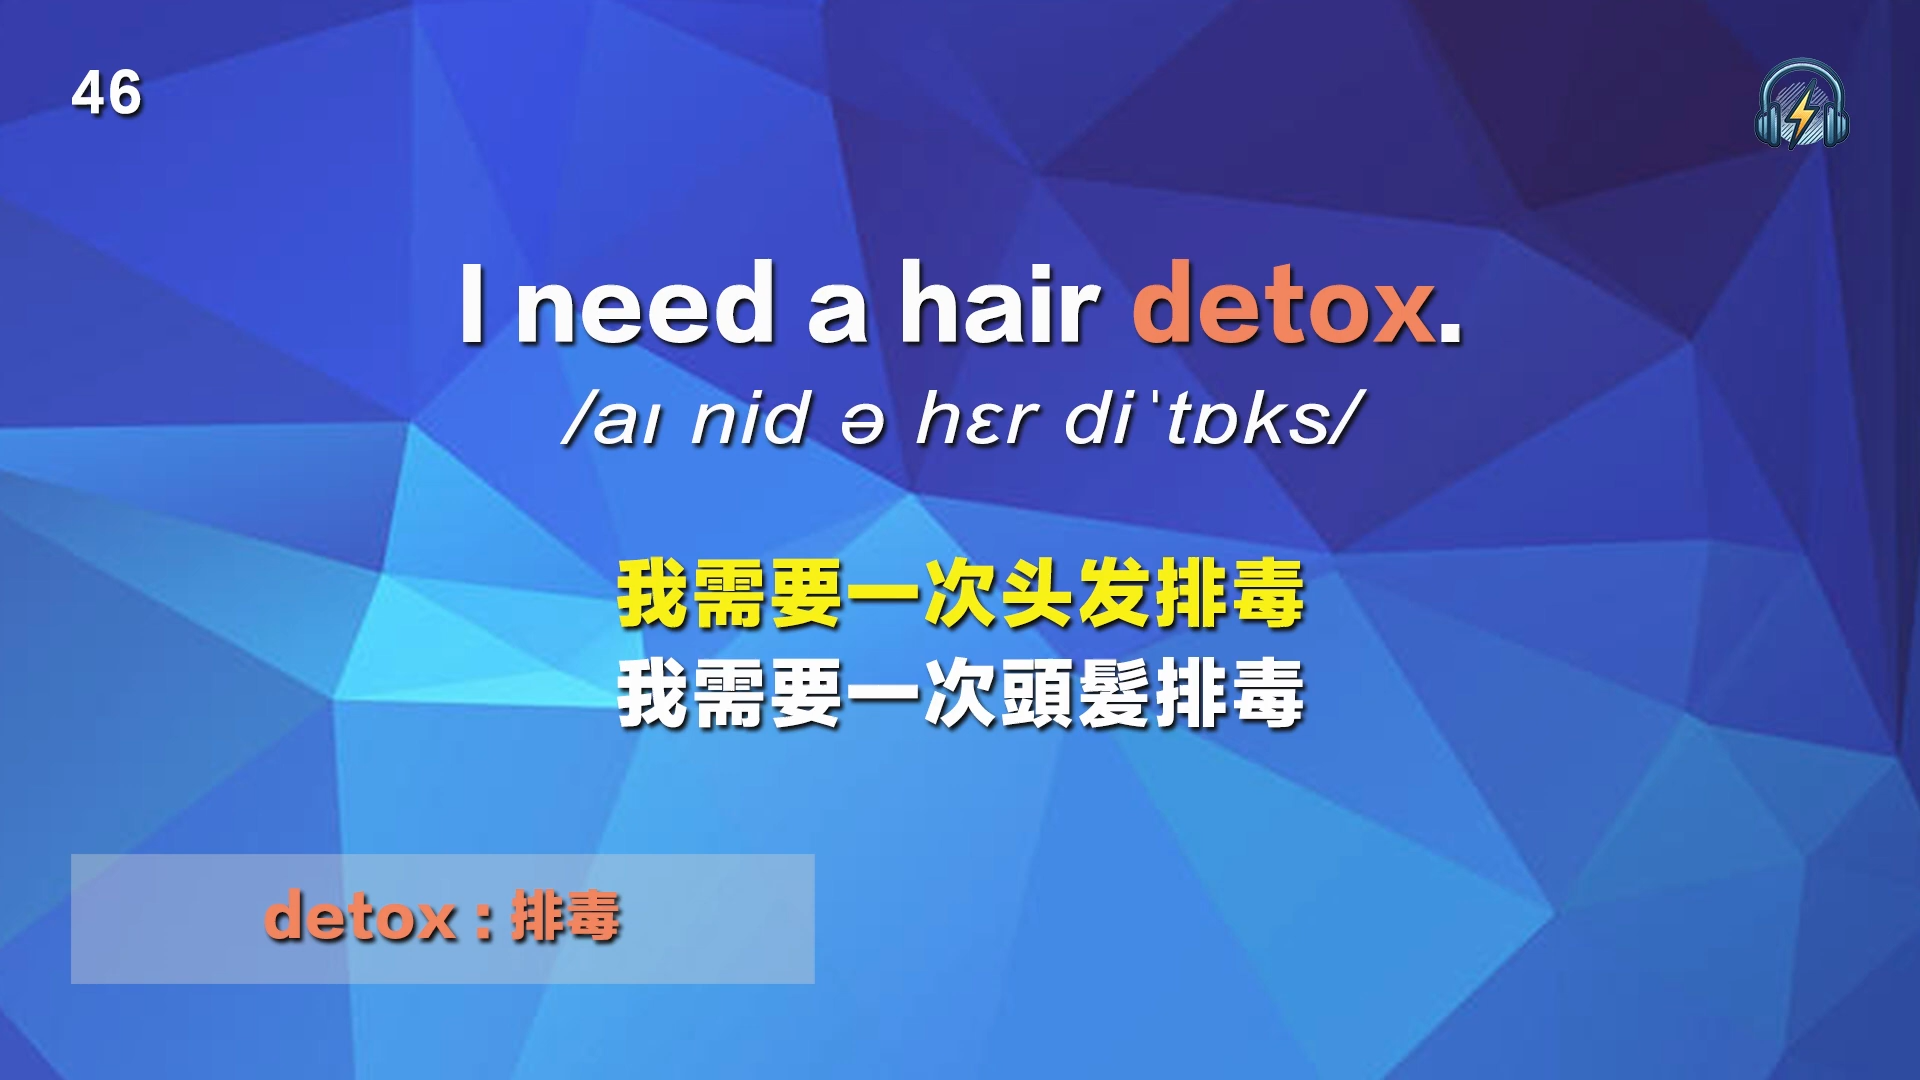 46
I need a hair detox.
/aɪ nid ə hɛr diˈtɒks/
我需要一次头发排毒
我需要一次頭髮排毒
detox : 排毒